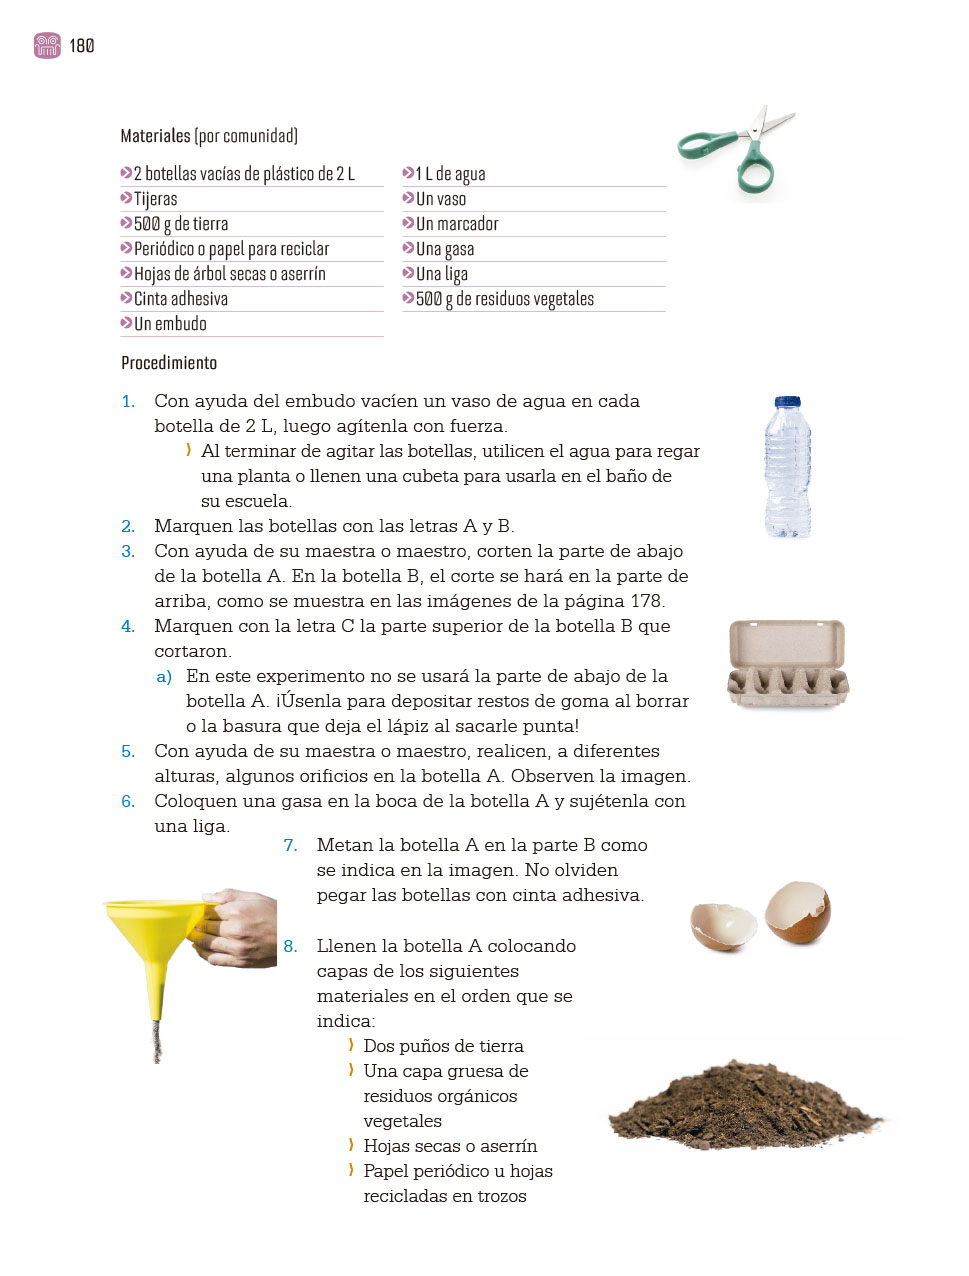 180
Materiales (por comunidad)
2 botellas vacías de plástico de 2 L
Tijeras
500 g de tierra
Periódico o papel para reciclar
Hojas de árbol secas o aserrín
Cinta adhesiva
Un embudo
1 L de agua
Un vaso
Un marcador
Una gasa
Una liga
500 g de residuos vegetales
Procedimiento
1. Con ayuda del embudo vacíen un vaso de agua en cada
botella de 2 L, luego agítenla con fuerza.
Al terminar de agitar las botellas, utilicen el agua para regar
una planta o llenen una cubeta para usarla en el baño de
su escuela.
2. Marquen las botellas con las letras A y B.
3. Con ayuda de su maestra o maestro, corten la parte de abajo
de la botella A. En la botella B, el corte se hará en la parte de
arriba, como se muestra en las imágenes de la página 178.
4. Marquen con la letra C la parte superior de la botella B que
cortaron.
a) En este experimento no se usará la parte de abajo de la
botella A. ¡Úsenla para depositar restos de goma al borrar
o la basura que deja el lápiz al sacarle punta!
5. Con ayuda de su maestra o maestro, realicen, a diferentes
alturas, algunos orificios en la botella A. Observen la imagen.
6. Coloquen una gasa en la boca de la botella A y sujétenla con
una liga.
7. Metan la botella A en la parte B como
se indica en la imagen. No olviden
pegar las botellas con cinta adhesiva.
8. Llenen la botella A colocando
capas de los siguientes
materiales en el orden que se
indica:
Dos puños de tierra
Una capa gruesa de
residuos orgánicos
vegetales
Hojas secas o aserrín
Papel periódico u hojas
recicladas en trozos